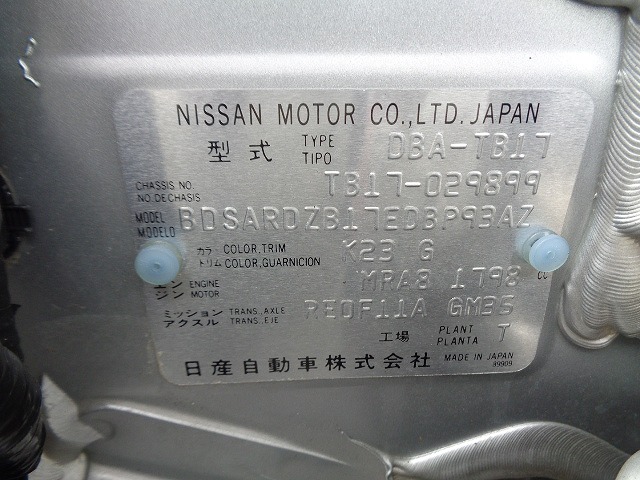 NISSAN MOTOR CO.,LTD. JAPAN
型式 TYPE TIPO DBA-TB17
CHASSIS NO. NO. DE CHASIS TB17-029899
MODEL MODELO BDSARDZB17EDBP93AZ
カラ トリム COLOR,TRIM COLOR,GUARNICION K23 G
エン ジン ENGINE MOTOR MRA8 1798 CC
ミッション アクスル TRANS.,AXLE TRANS.,EJE RE0F11A GM36
工場 PLANT PLANTA T
日産自動車株式会社 MADE IN JAPAN
99909